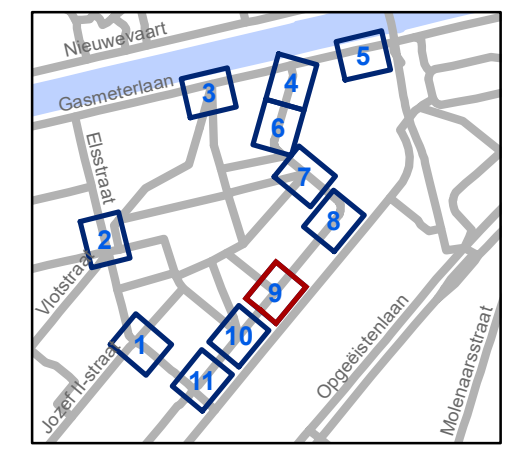 Nieuwevaart
5
Gasmeterlaan
3
4
6
Elsstraat
7
8
2
Vlotstraat
9
10
1
11
Jozef II-straat
Opgeëistenlaan
Molenaarsstraat